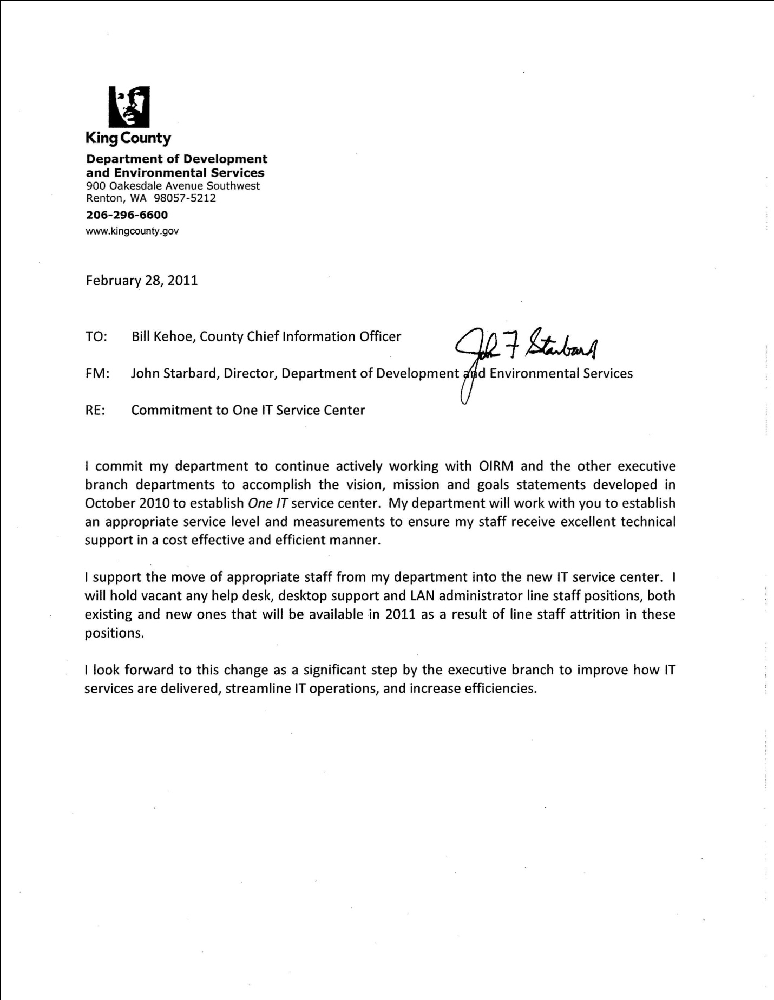 King County
Department of Development
and Environmental Services
900 Oakesdale Avenue Southwest
Renton, WA 98057-5212
206-296-6600
www.kingcounty.gov
February 28, 2011
TO: Bill Kehoe, County Chief Information Officer
John F Starbard
FM: John Starbard, Director, Department of Development and Environmental Services
RE: Commitment to One IT Service Center
I commit my department to continue actively working with OIRM and the other executive
branch departments to accomplish the vision, mission and goals statements developed in
October 2010 to establish One IT service center. My department will work with you to establish
an appropriate service level and measurements to ensure my staff receive excellent technical
support in a cost effective and efficient manner.
I support the move of appropriate staff from my department into the new IT service center. I
will hold vacant any help desk, desktop support and LAN administrator line staff positions, both
existing and new ones that will be available in 2011 as a result of line staff attrition in these
positions.
I look forward to this change as a significant step by the executive branch to improve how IT
services are delivered, streamline IT operations, and increase efficiencies.